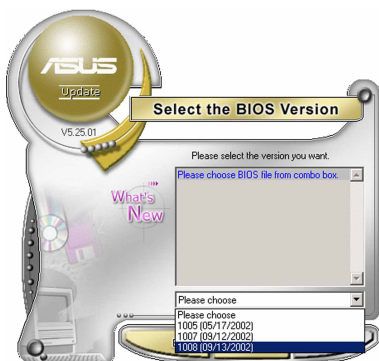 ASUS
Update
V5.25.01
Select the BIOS Version
Please select the version you want.
Please choose BIOS file from combo box.
What's
New
Please choose
Please choose
1005 (05/17/2002)
1007 (09/12/2002)
1008 (09/13/2002)